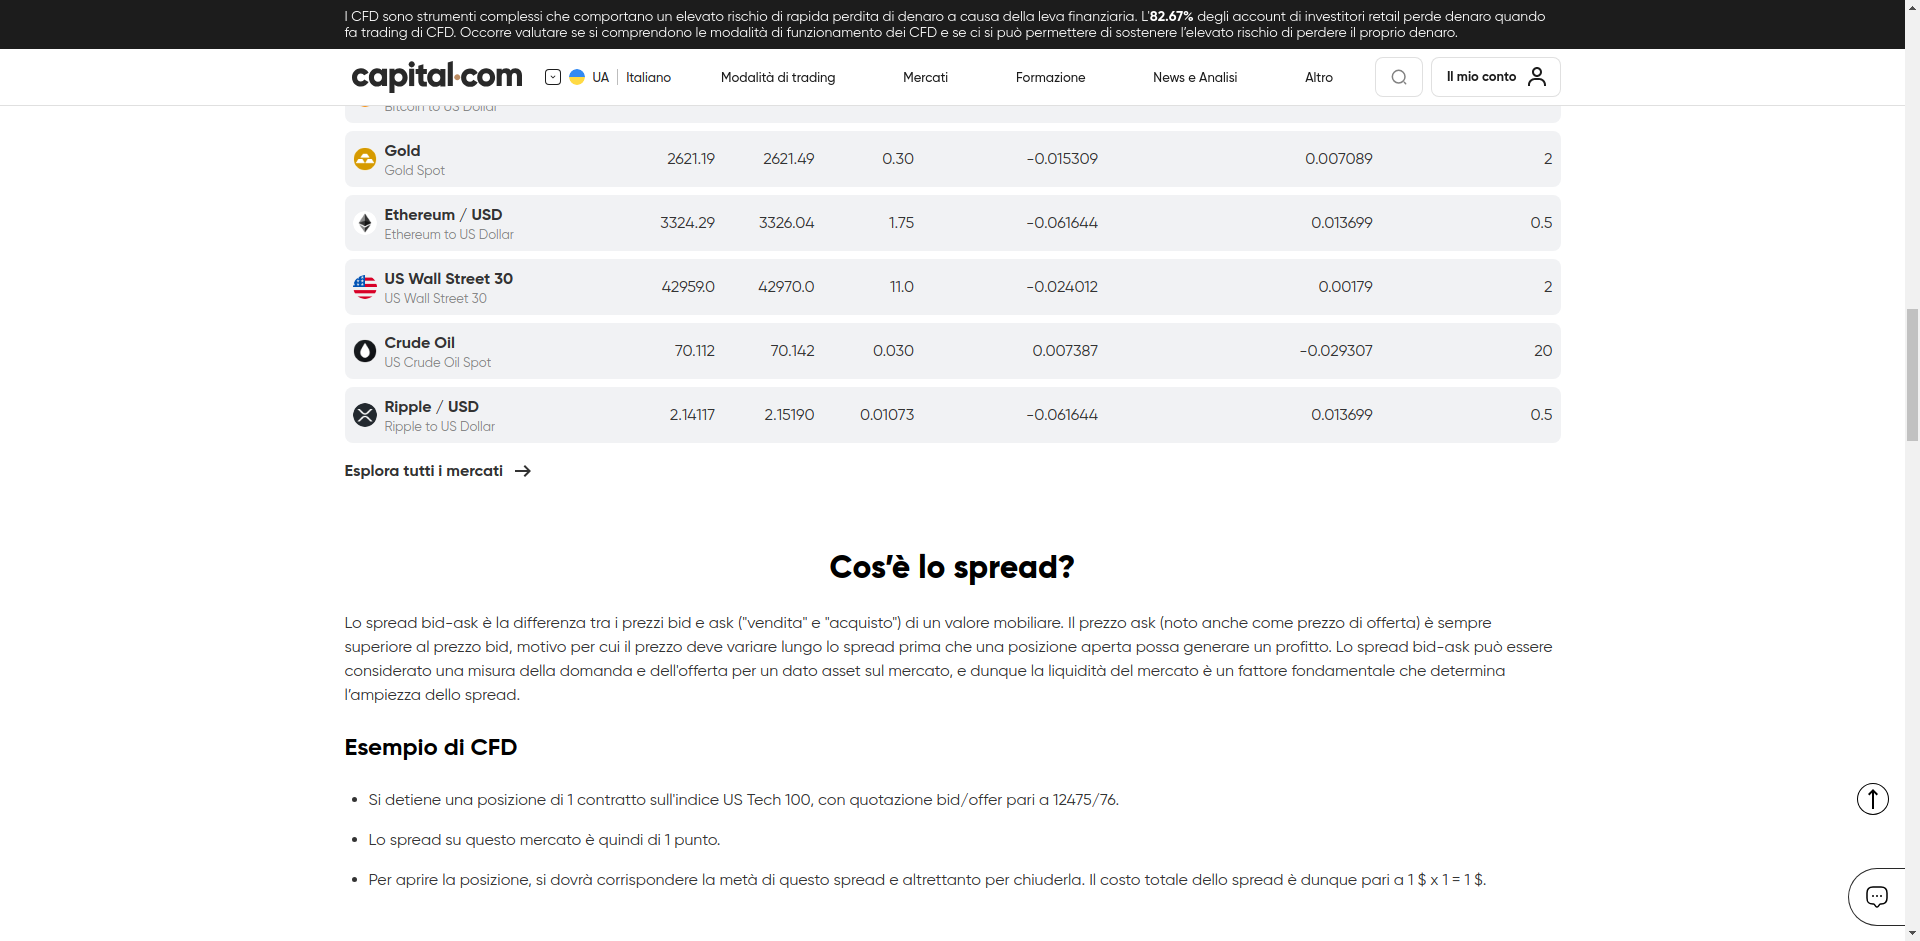 I CFD sono strumenti complessi che comportano un elevato rischio di rapida perdita di denaro a causa della leva finanziaria. L'82.67% degli account di investitori retail perde denaro quando
fa trading di CFD. Occorre valutare se si comprendono le modalità di funzionamento dei CFD e se ci si può permettere di sostenere l'elevato rischio di perdere il proprio denaro.
capital.com UA Italiano Modalità di trading Mercati Formazione News e Analisi Altro Il mio conto
Bitcoin to US Dollar
Gold
Gold Spot
2621.19 2621.49 0.30 -0.015309 0.007089 2
Ethereum / USD
Ethereum to US Dollar
3324.29 3326.04 1.75 -0.061644 0.013699 0.5
US Wall Street 30
US Wall Street 30
42959.0 42970.0 11.0 -0.024012 0.00179 2
Crude Oil
US Crude Oil Spot
70.112 70.142 0.030 0.007387 -0.029307 20
Ripple / USD
Ripple to US Dollar
2.14117 2.15190 0.01073 -0.061644 0.013699 0.5
Esplora tutti i mercati
Cos'è lo spread?
Lo spread bid-ask è la differenza tra i prezzi bid e ask ("vendita" e "acquisto") di un valore mobiliare. Il prezzo ask (noto anche come prezzo di offerta) è sempre
superiore al prezzo bid, motivo per cui il prezzo deve variare lungo lo spread prima che una posizione aperta possa generare un profitto. Lo spread bid-ask può essere
considerato una misura della domanda e dell'offerta per un dato asset sul mercato, e dunque la liquidità del mercato è un fattore fondamentale che determina
l'ampiezza dello spread.
Esempio di CFD
• Si detiene una posizione di 1 contratto sull'indice US Tech 100, con quotazione bid/offer pari a 12475/76.
• Lo spread su questo mercato è quindi di 1 punto.
• Per aprire la posizione, si dovrà corrispondere la metà di questo spread e altrettanto per chiuderla. Il costo totale dello spread è dunque pari a 1 $ x 1 = 1 $.